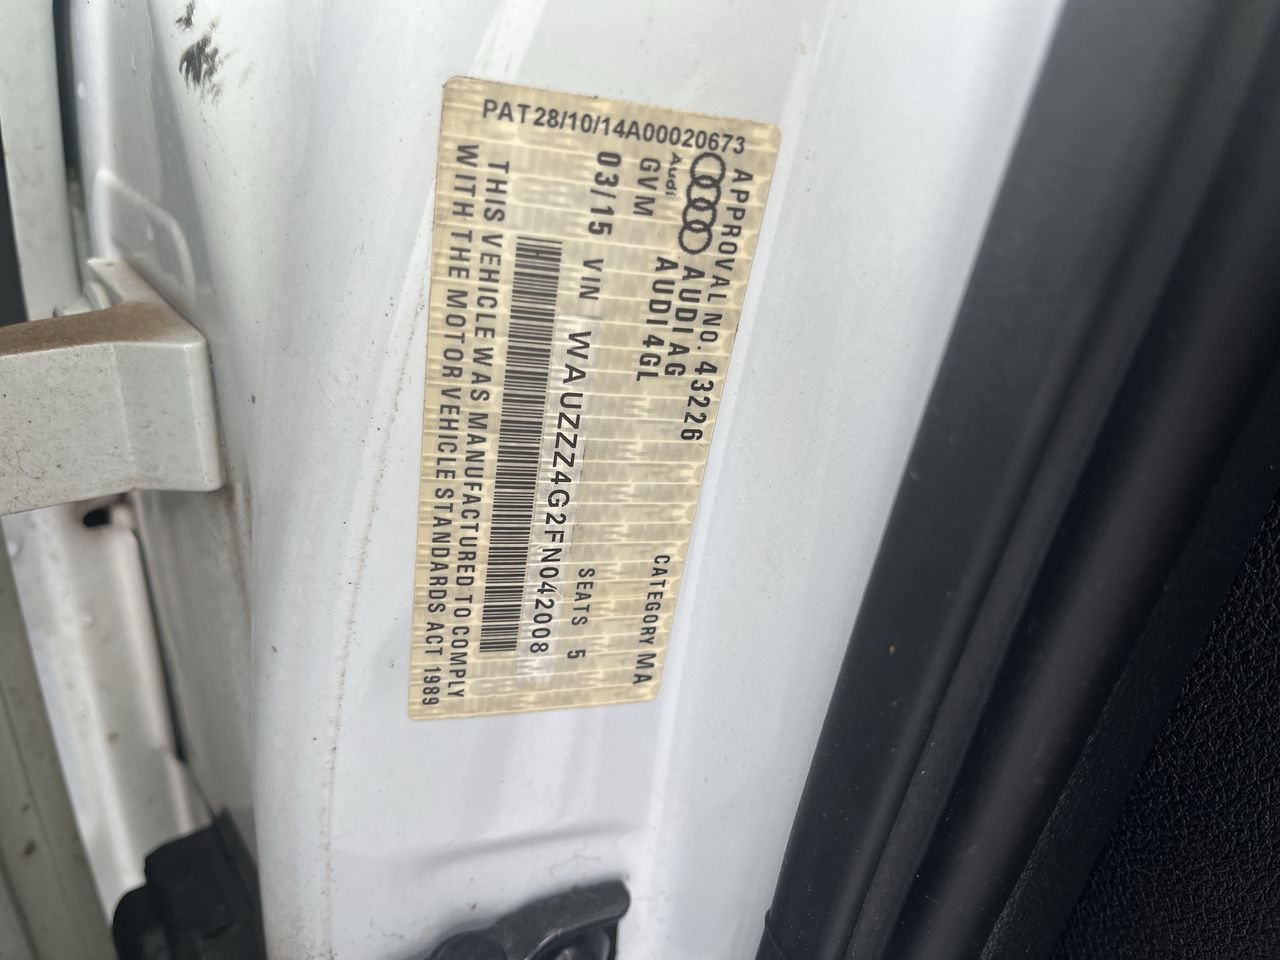 PAT28/10/14A00020673
APPROVAL NO. 43226
Audi AUDI AG
GVM AUDI 4GL CATEGORY MA
03/15 VIN SEATS 5
WAUZZZ4G2FN042008
THIS VEHICLE WAS MANUFACTURED TO COMPLY
WITH THE MOTOR VEHICLE STANDARDS ACT 1989